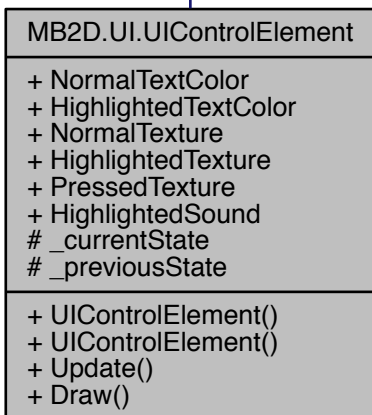 MB2D.UI.UIControlElement
+ NormalTextColor
+ HighlightedTextColor
+ NormalTexture
+ HighlightedTexture
+ PressedTexture
+ HighlightedSound
# _currentState
# _previousState
+ UIControlElement()
+ UIControlElement()
+ Update()
+ Draw()